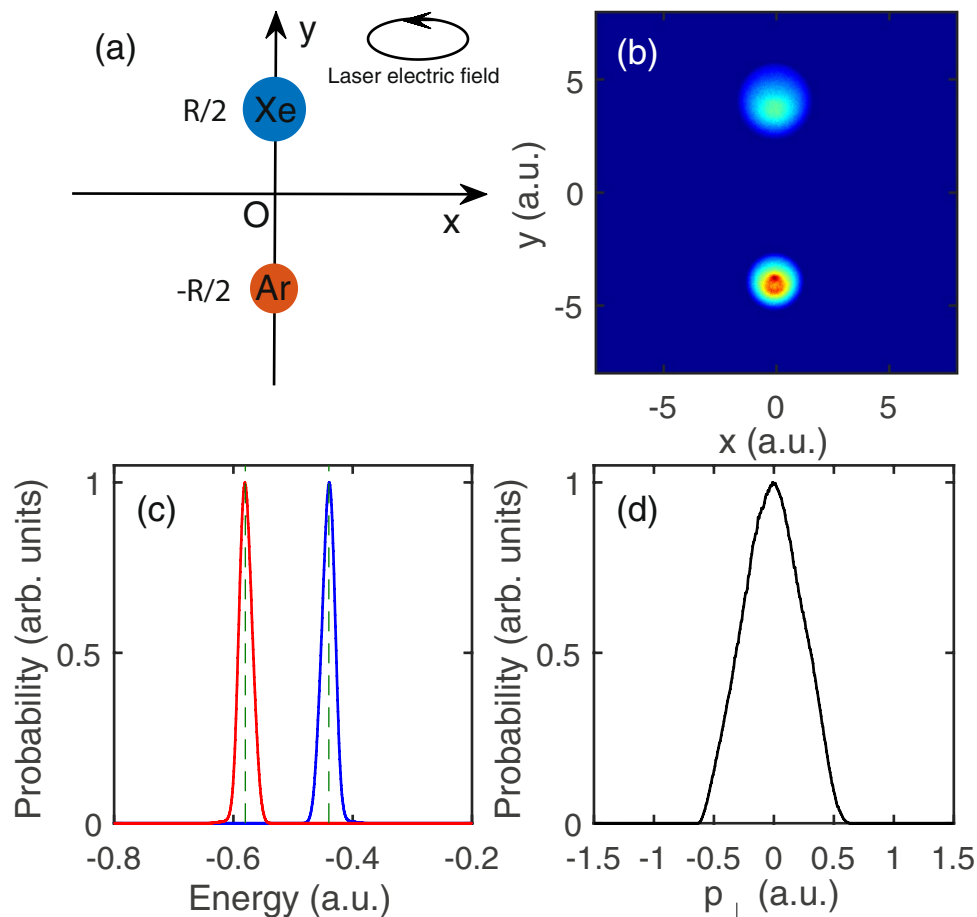 (a)
y
Laser electric field
R/2
Xe
O
x
-R/2
Ar
(b)
5
0
-5
y (a.u.)
-5
0
5
x (a.u.)
(c)
1
0.5
0
Probability (arb. units)
-0.8
-0.6
-0.4
-0.2
Energy (a.u.)
(d)
1
0.5
0
Probability (arb. units)
-1.5
-1
-0.5
0
0.5
1
1.5
p⊥ (a.u.)